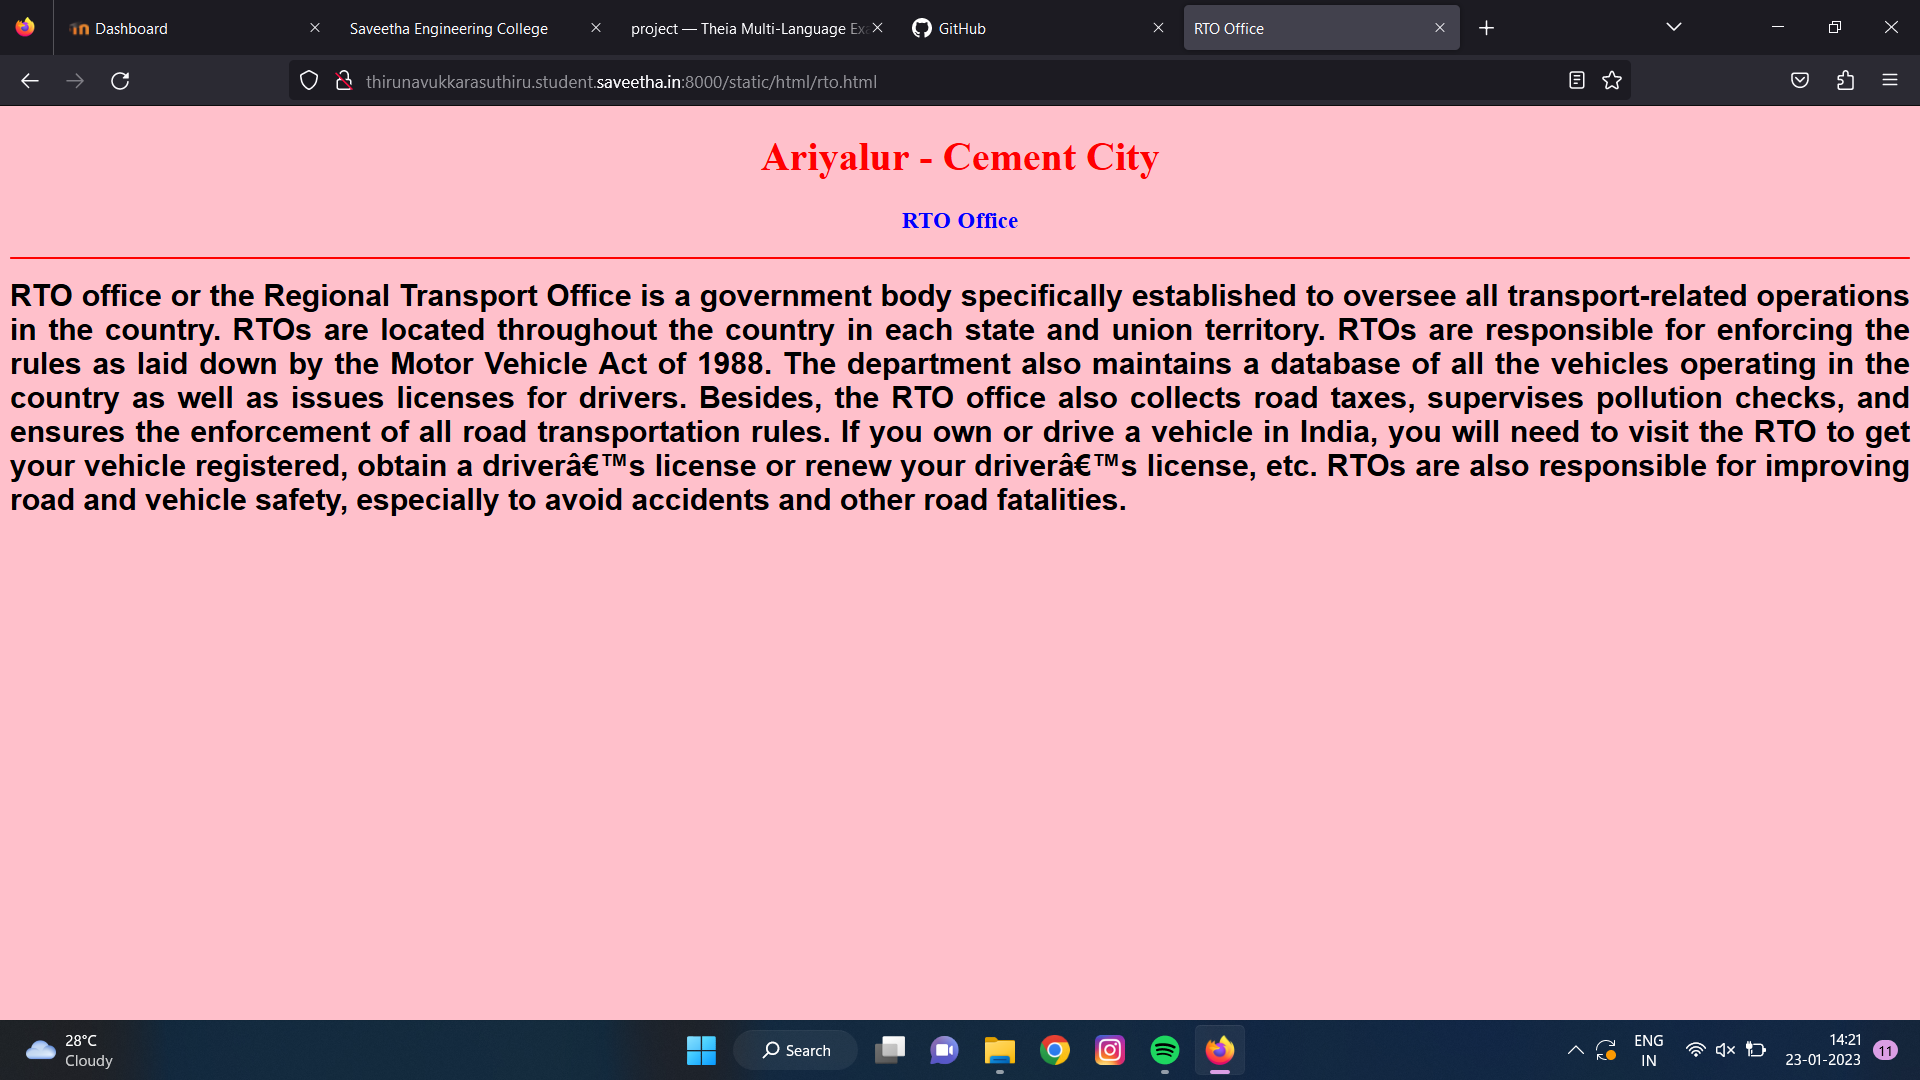 Dashboard
Saveetha Engineering College
project — Theia Multi-Language Exa
GitHub
RTO Office
thirunavukkarasuthiru.student.saveetha.in:8000/static/html/rto.html
Ariyalur - Cement City
RTO Office
RTO office or the Regional Transport Office is a government body specifically established to oversee all transport-related operations
in the country. RTOs are located throughout the country in each state and union territory. RTOs are responsible for enforcing the
rules as laid down by the Motor Vehicle Act of 1988. The department also maintains a database of all the vehicles operating in the
country as well as issues licenses for drivers. Besides, the RTO office also collects road taxes, supervises pollution checks, and
ensures the enforcement of all road transportation rules. If you own or drive a vehicle in India, you will need to visit the RTO to get
your vehicle registered, obtain a driverâ€™s license or renew your driverâ€™s license, etc. RTOs are also responsible for improving
road and vehicle safety, especially to avoid accidents and other road fatalities.
28°C
Cloudy
Search
ENG
IN
14:21
23-01-2023
11